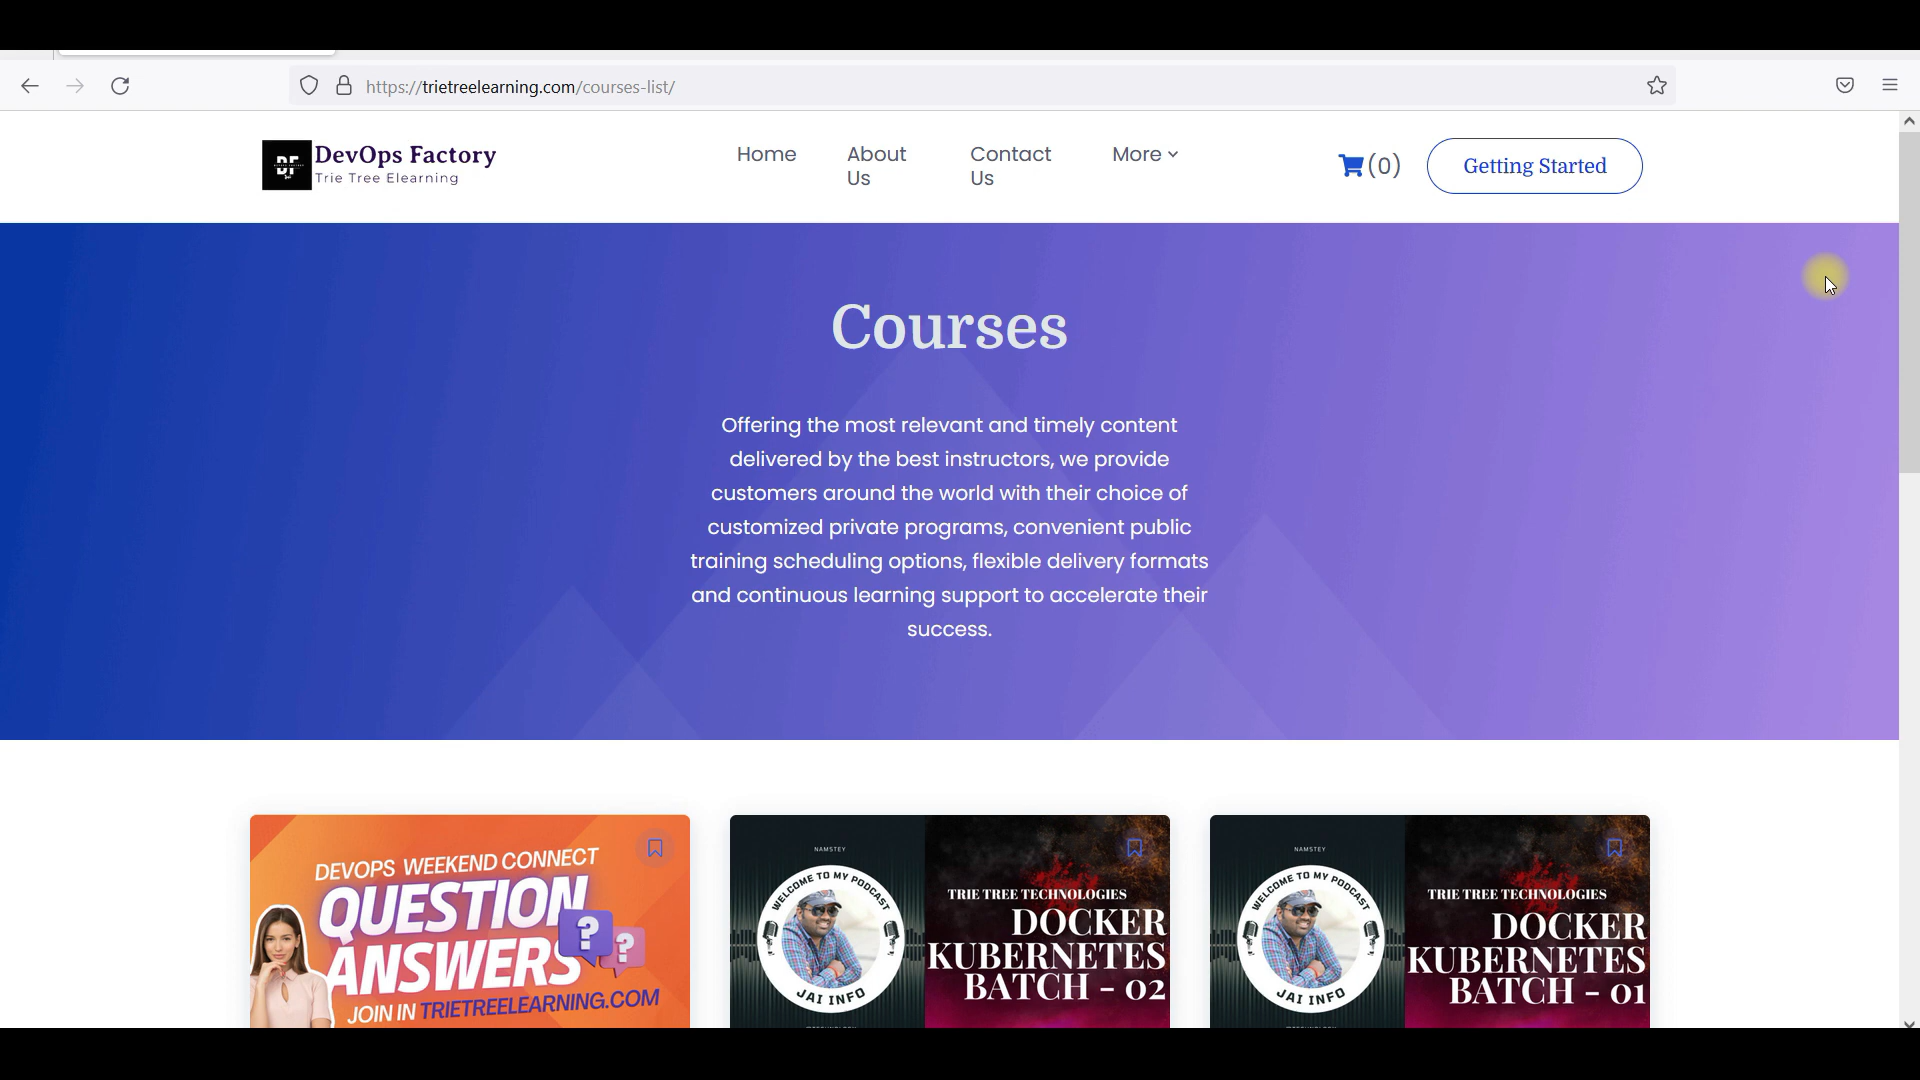 https://trietreelearning.com/courses-list/
DevOps Factory
Trie Tree Elearning
Home
About Us
Contact Us
More
(0)
Getting Started
Courses
Offering the most relevant and timely content
delivered by the best instructors, we provide
customers around the world with their choice of
customized private programs, convenient public
training scheduling options, flexible delivery formats
and continuous learning support to accelerate their
success.
DEVOPS WEEKEND CONNECT
QUESTION
ANSWERS
JOIN IN TRIETREELEARNING.COM
NAMSTEY
WELCOME TO MY PODCAST
JAI INFO
TRIE TREE TECHNOLOGIES
DOCKER
KUBERNETES
BATCH - 02
NAMSTEY
WELCOME TO MY PODCAST
JAI INFO
TRIE TREE TECHNOLOGIES
DOCKER
KUBERNETES
BATCH - 01